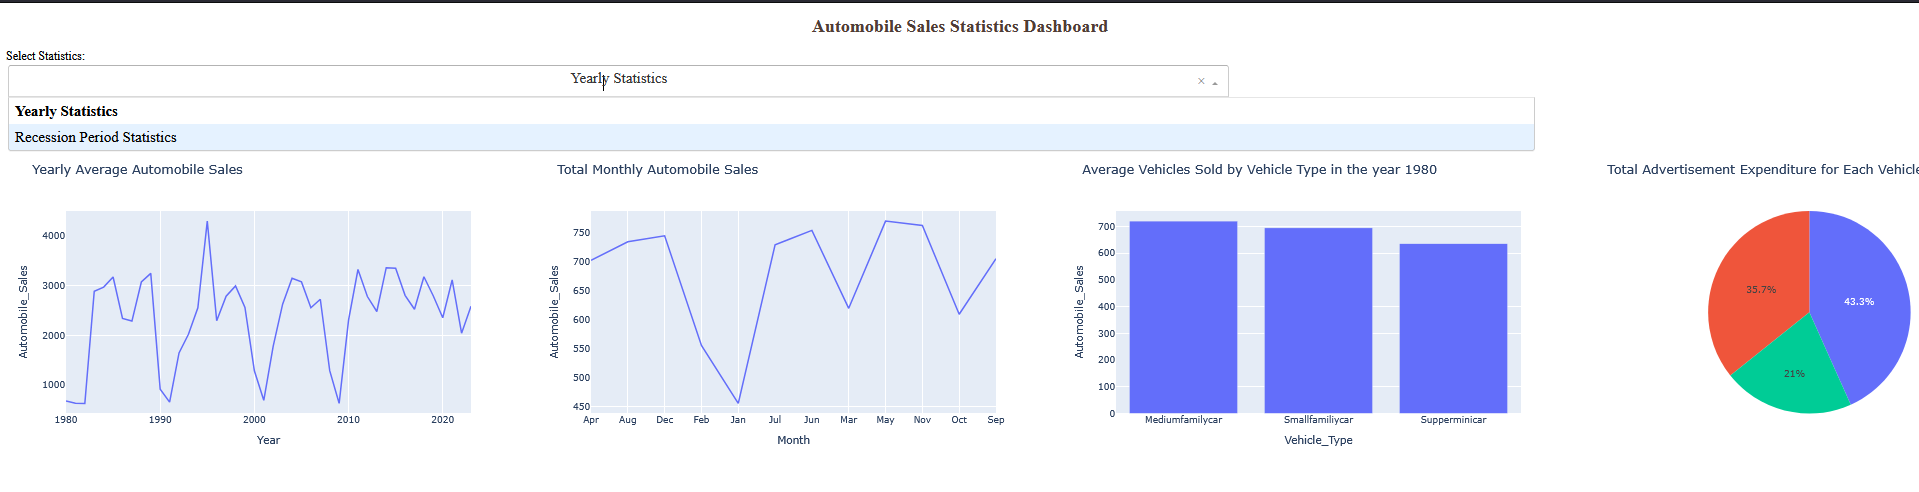 Automobile Sales Statistics Dashboard
Select Statistics:
Yearly Statistics
×
Yearly Statistics
Recession Period Statistics
Yearly Average Automobile Sales
Automobile_Sales
4000
3000
2000
1000
1980 1990 2000 2010 2020
Year
Total Monthly Automobile Sales
Automobile_Sales
750
700
650
600
550
500
450
Apr Aug Dec Feb Jan Jul Jun Mar May Nov Oct Sep
Month
Average Vehicles Sold by Vehicle Type in the year 1980
Automobile_Sales
700
600
500
400
300
200
100
0
Mediumfamilycar Smallfamiliycar Supperminicar
Vehicle_Type
Total Advertisement Expenditure for Each Vehicle
35.7%
43.3%
21%